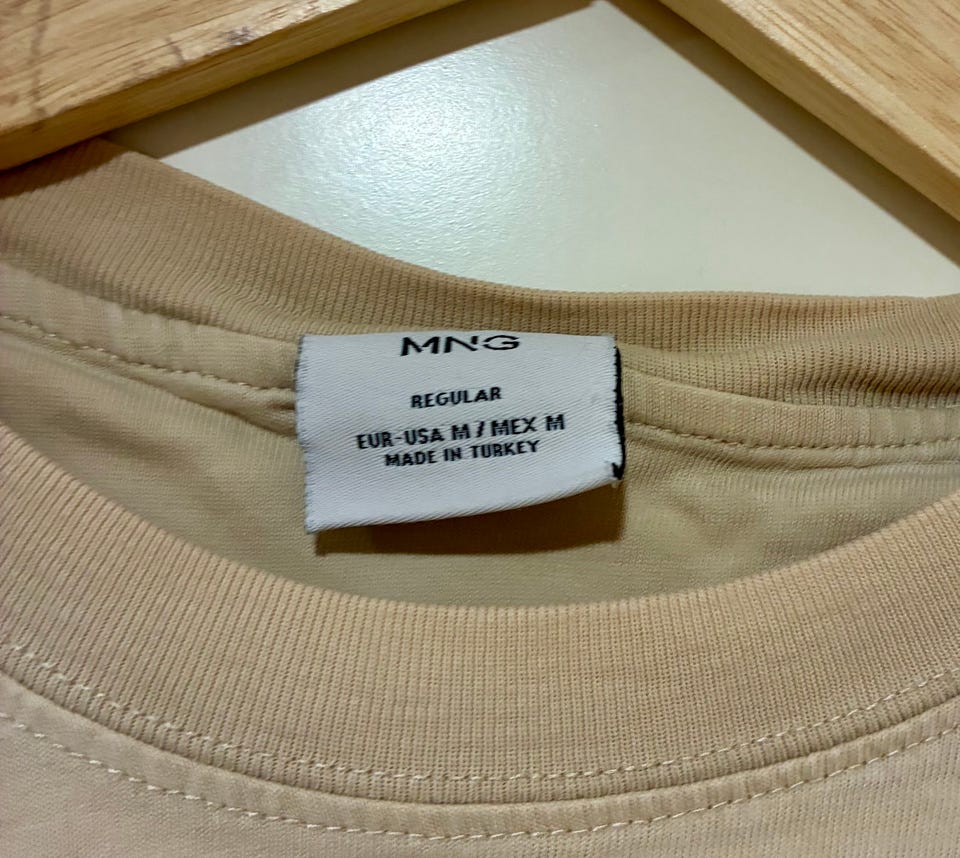 MNG
REGULAR
EUR-USA M / MEX M
MADE IN TURKEY